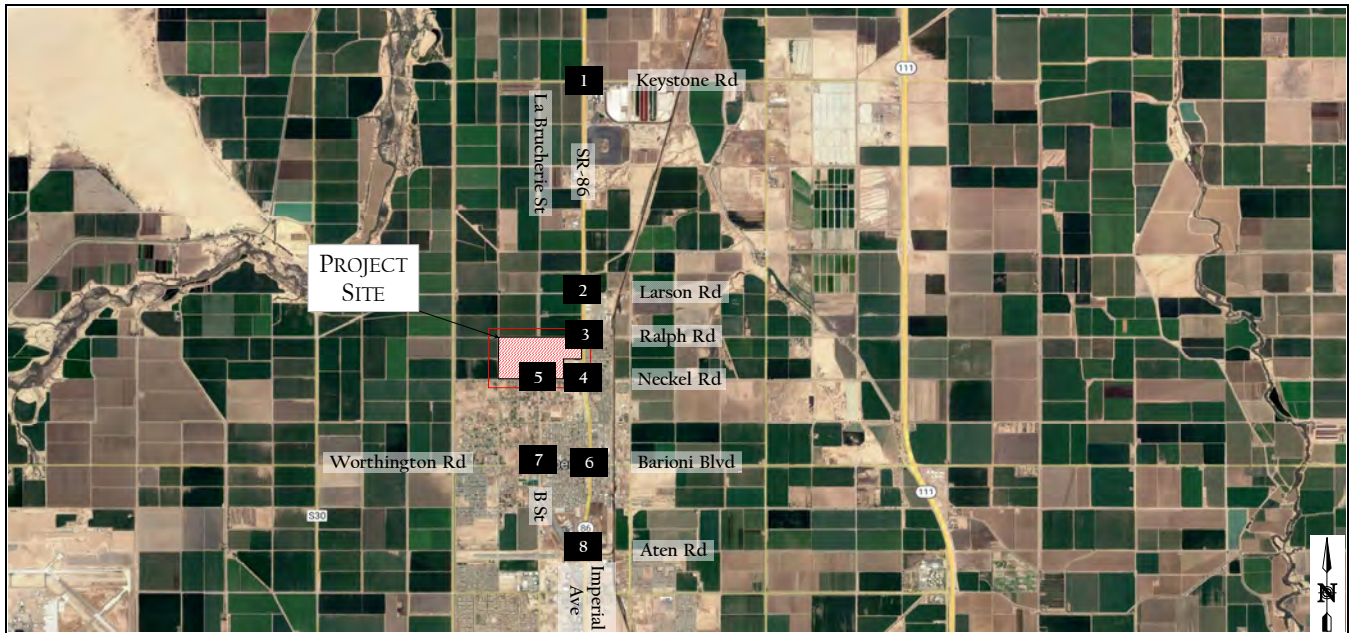 111
1
Keystone Rd
La Brucherie St
SR-86
PROJECT
SITE
2
Larson Rd
3
Ralph Rd
5
4
Neckel Rd
Worthington Rd
7
6
Barioni Blvd
B St
111
S30
86
8
Aten Rd
Imperial
Ave
N